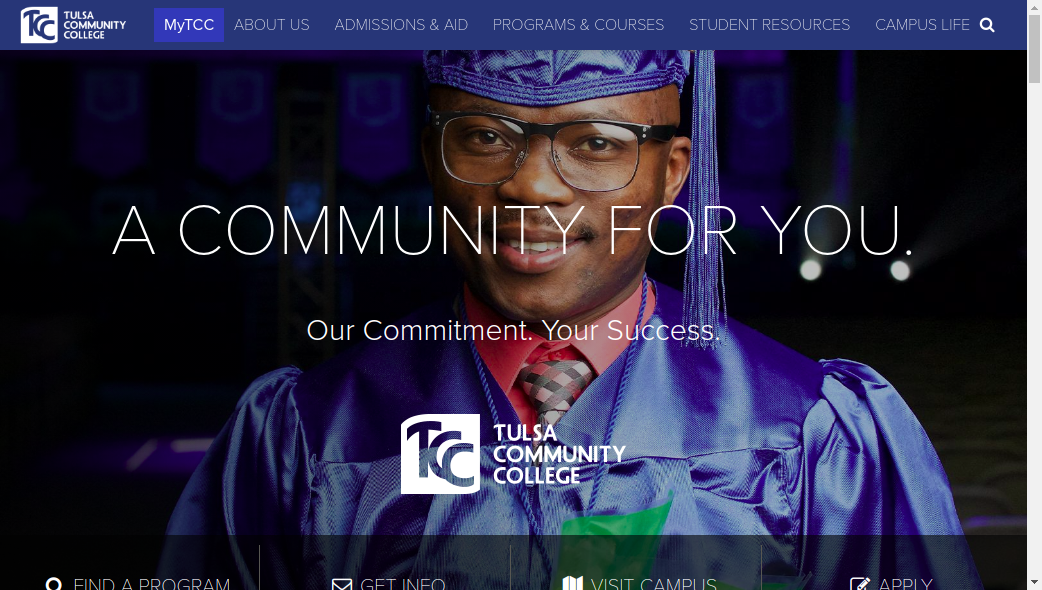 TULSA
COMMUNITY
COLLEGE
MyTCC ABOUT US ADMISSIONS & AID PROGRAMS & COURSES STUDENT RESOURCES CAMPUS LIFE
A COMMUNITY FOR YOU.
Our Commitment. Your Success.
TCC
TULSA
COMMUNITY
COLLEGE
FIND A PROGRAM GET INFO VISIT CAMPUS APPLY